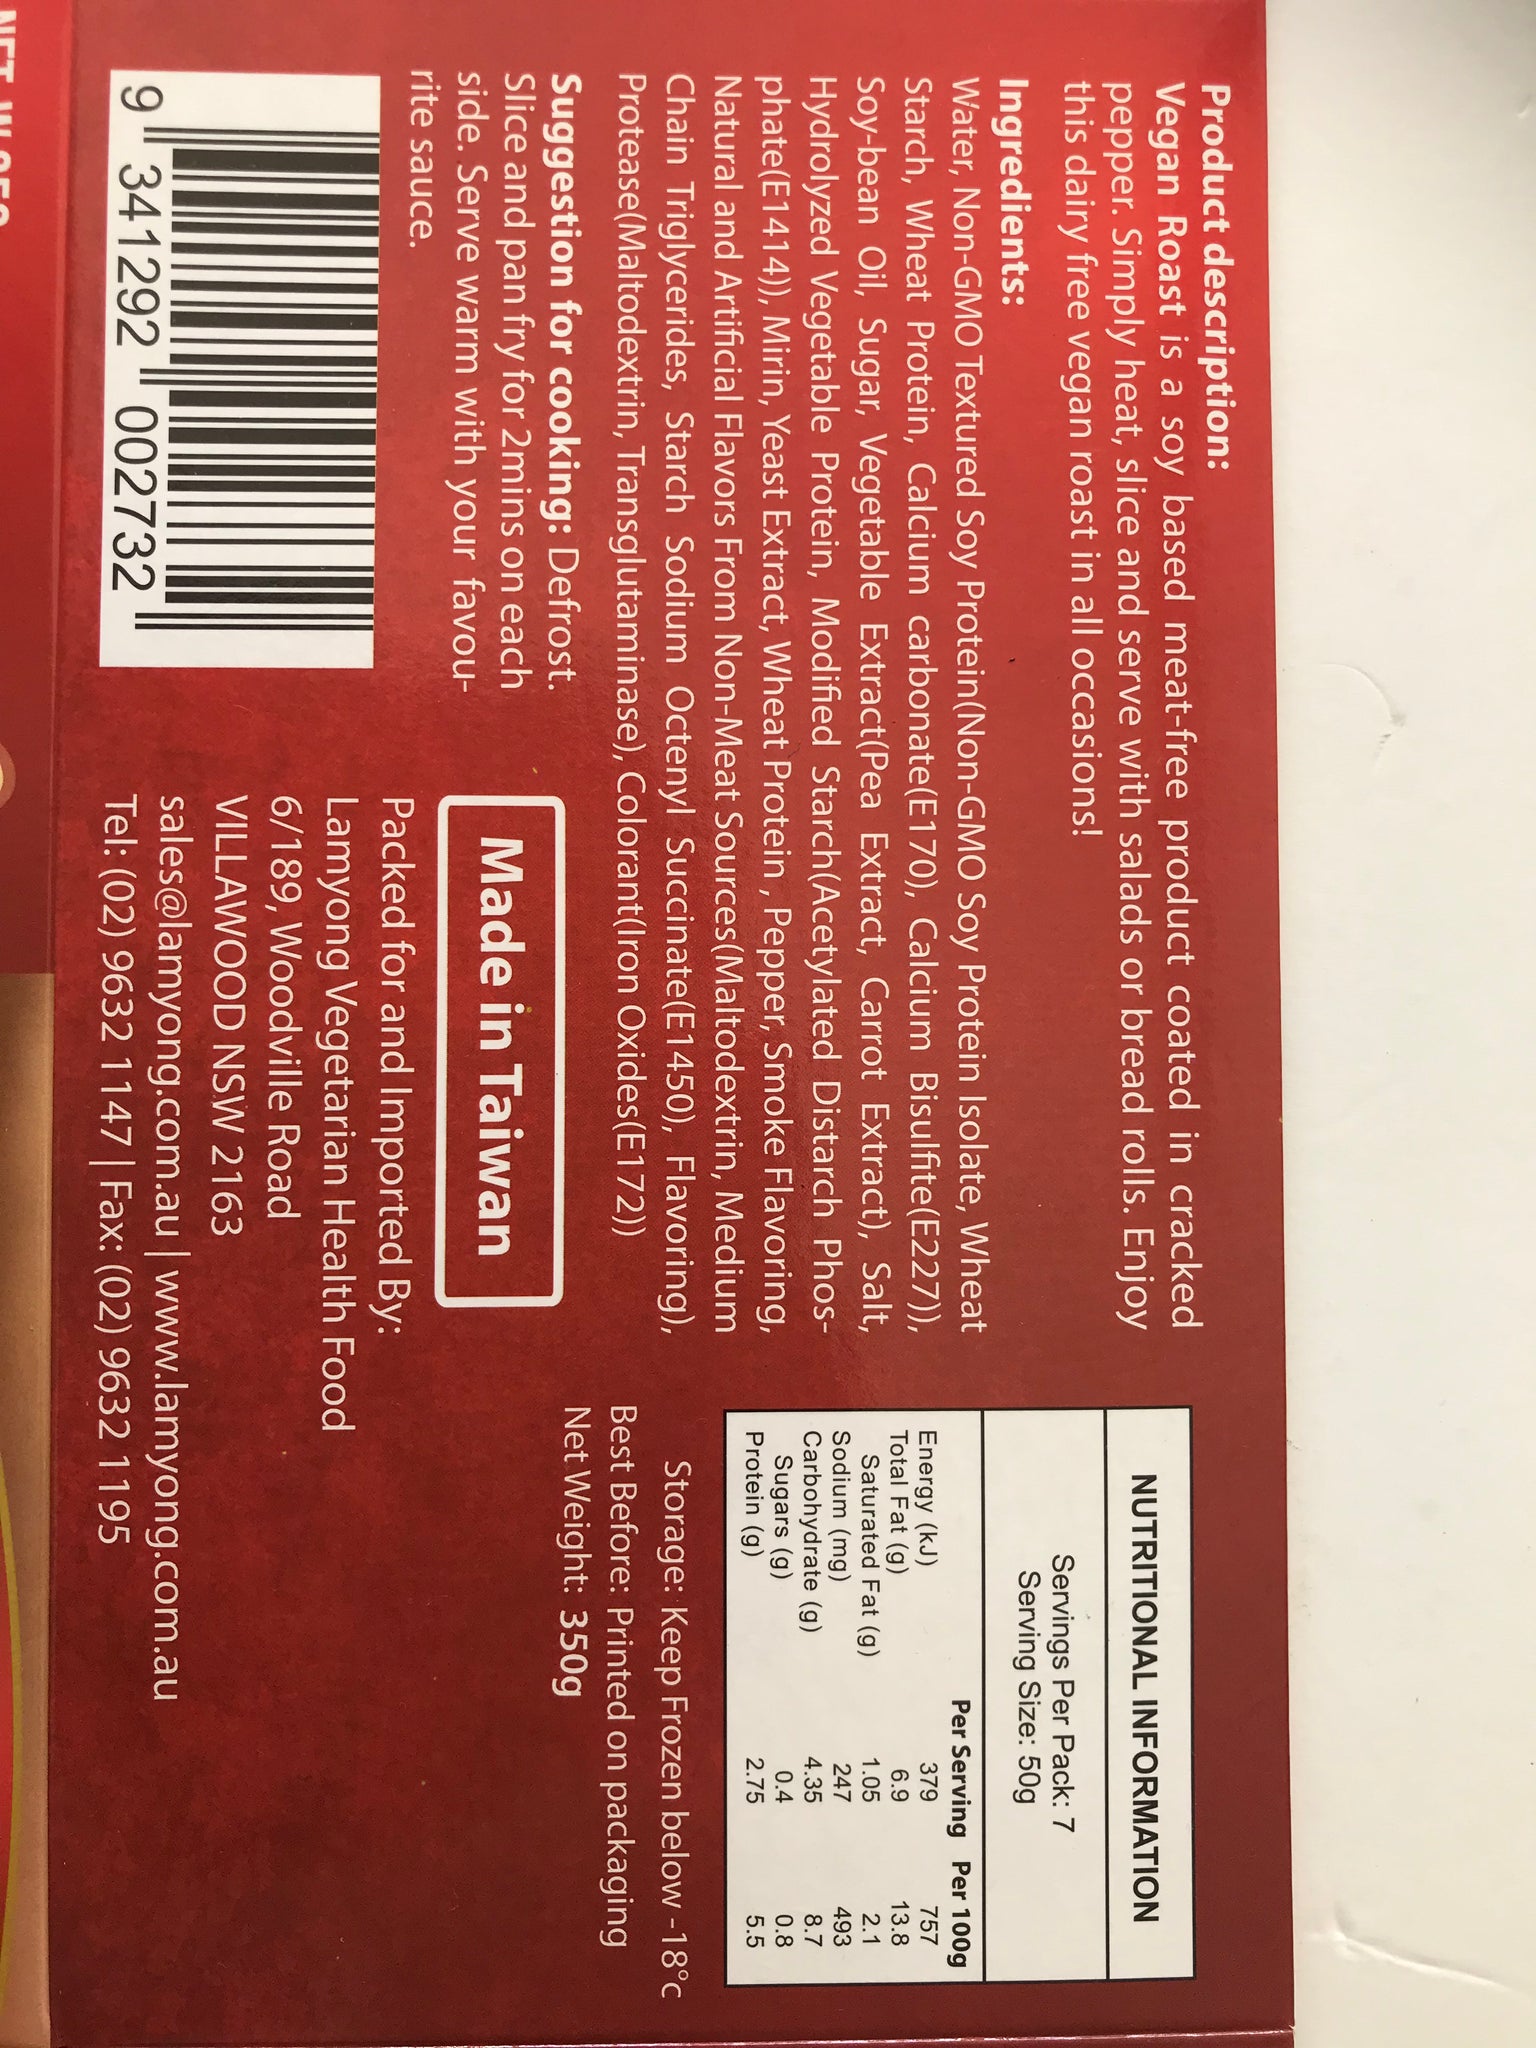 Product description:
Vegan Roast is a soy based meat-free product coated in cracked
pepper. Simply heat, slice and serve with salads or bread rolls. Enjoy
this dairy free vegan roast in all occasions!
Ingredients:
Water, Non-GMO Textured Soy Protein(Non-GMO Soy Protein Isolate, Wheat
Starch, Wheat Protein, Calcium carbonate(E170), Calcium Bisulfite(E227)),
Soy-bean Oil, Sugar, Vegetable Extract(Pea Extract, Carrot Extract), Salt,
Hydrolyzed Vegetable Protein, Modified Starch(Acetylated Distarch Phos-
phate(E1414)), Mirin, Yeast Extract, Wheat Protein , Pepper, Smoke Flavoring,
Natural and Artificial Flavors From Non-Meat Sources(Maltodextrin, Medium
Chain Triglycerides, Starch Sodium Octenyl Succinate(E1450), Flavoring),
Protease(Maltodextrin, Transglutaminase), Colorant(Iron Oxides(E172))
Suggestion for cooking: Defrost.
Slice and pan fry for 2mins on each
side. Serve warm with your favou-
rite sauce.
9 341292 002732
Made in Taiwan
Packed for and Imported By:
Lamyong Vegetarian Health Food
6/189, Woodville Road
VILLAWOOD NSW 2163
sales@lamyong.com.au | www.lamyong.com.au
Tel: (02) 9632 1147 | Fax: (02) 9632 1195
NUTRITIONAL INFORMATION
Servings Per Pack: 7
Serving Size: 50g
Per Serving Per 100g
Energy (kJ) 379 757
Total Fat (g) 6.9 13.8
Saturated Fat (g) 1.05 2.1
Sodium (mg) 247 493
Carbohydrate (g) 4.35 8.7
Sugars (g) 0.4 0.8
Protein (g) 2.75 5.5
Storage: Keep Frozen below -18°c
Best Before: Printed on packaging
Net Weight: 350g